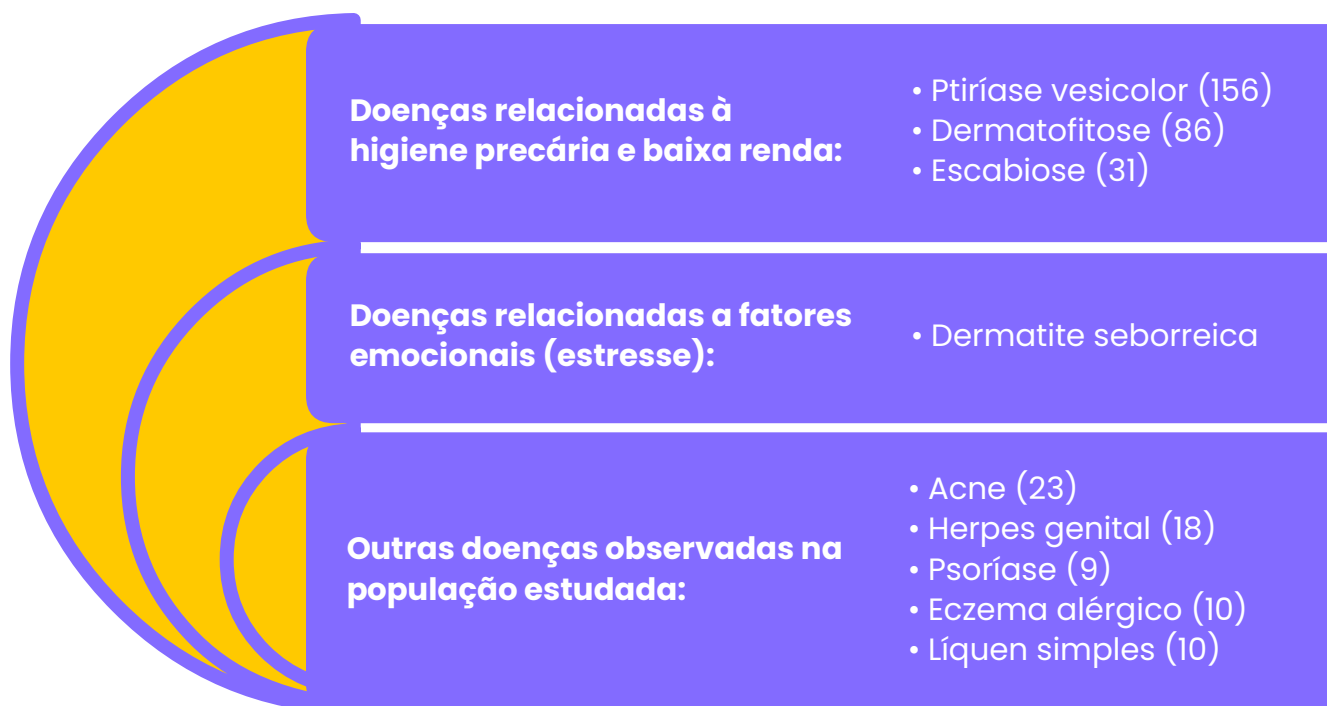 Doenças relacionadas à
higiene precária e baixa renda:
• Ptiríase vesicolor (156)
• Dermatofitose (86)
• Escabiose (31)
Doenças relacionadas a fatores
emocionais (estresse):
• Dermatite seborreica
Outras doenças observadas na
população estudada:
• Acne (23)
• Herpes genital (18)
• Psoríase (9)
• Eczema alérgico (10)
• Líquen simples (10)